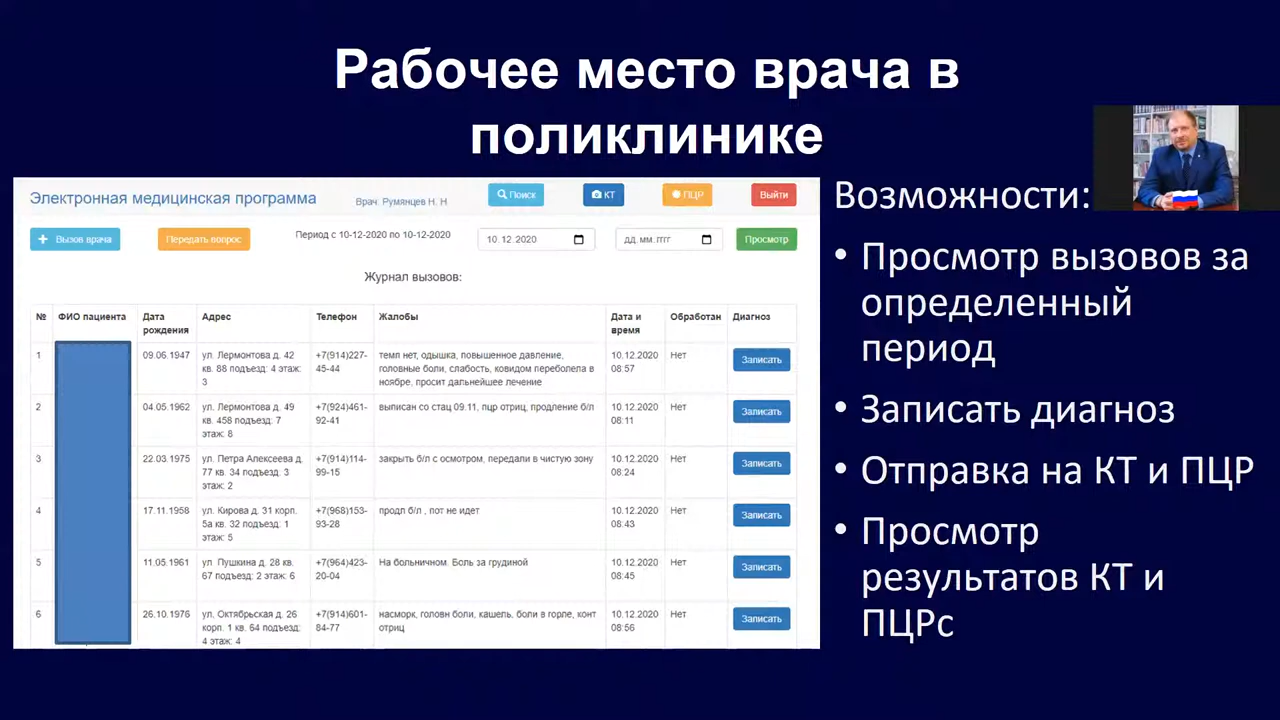 Рабочее место врача в
поликлинике
Электронная медицинская программа
Врач: Румянцев Н. Н
Поиск
КТ
ПЦР
Выйти
Вызов врача
Передать вопрос
Период с 10-12-2020 по 10-12-2020
10.12.2020
дд.мм.гггг
Просмотр
Журнал вызовов:
№ ФИО пациента Дата рождения Адрес Телефон Жалобы Дата и время Обработан Диагноз
1 09.06.1947 ул. Лермонтова д. 42 кв. 88 подъезд: 4 этаж: 3 +7(914)227-45-44 темп нет, одышка, повышенное давление, головные боли, слабость, ковидом переболела в ноябре, просит дальнейшее лечение 10.12.2020 08:57 Нет Записать
2 04.05.1962 ул. Лермонтова д. 49 кв. 458 подъезд: 7 этаж: 8 +7(924)461-92-41 выписан со стац 09.11, пцр отриц, продление б/л 10.12.2020 08:11 Нет Записать
3 22.03.1975 ул. Петра Алексеева д. 77 кв. 34 подъезд: 3 этаж: 2 +7(914)114-99-15 закрыть б/л с осмотром, передали в чистую зону 10.12.2020 08:24 Нет Записать
4 17.11.1958 ул. Кирова д. 31 корп. 5а кв. 32 подъезд: 1 этаж: 5 +7(968)153-93-28 продл б/л , пот не идет 10.12.2020 08:43 Нет Записать
5 11.05.1961 ул. Пушкина д. 28 кв. 67 подъезд: 2 этаж: 6 +7(964)423-20-04 На больничном. Боль за грудиной 10.12.2020 08:45 Нет Записать
6 26.10.1976 ул. Октябрьская д. 26 корп. 1 кв. 64 подъезд: 4 этаж: 4 +7(914)601-84-77 насморк, головн боли, кашель, боли в горле, конт отриц 10.12.2020 08:56 Нет Записать
Возможности:
• Просмотр вызовов за
определенный
период
• Записать диагноз
• Отправка на КТ и ПЦР
• Просмотр
результатов КТ и
ПЦРс